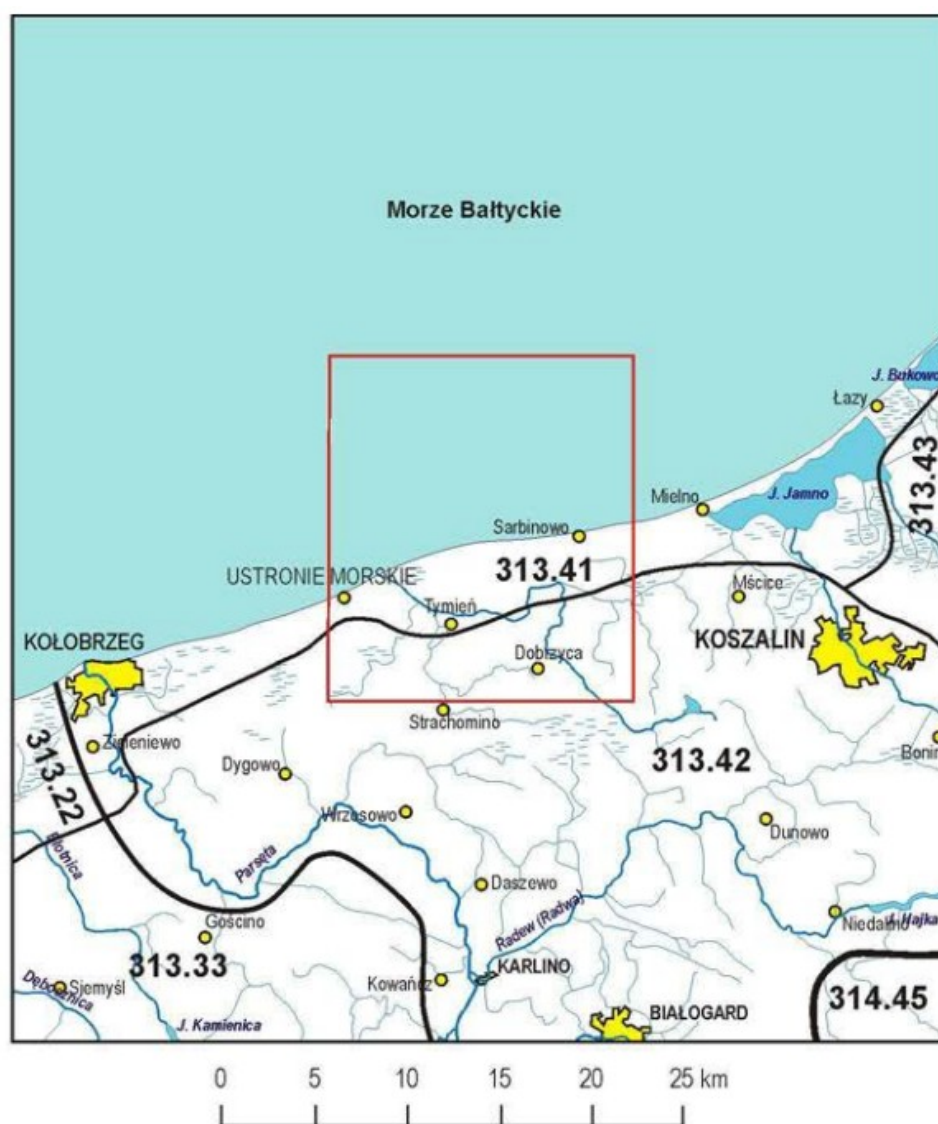 Morze Bałtyckie
J. Bukowo
Łazy
313.43
J. Jamno
Mielno
Sarbinowo
313.41
USTRONIE MORSKIE
Mścice
Tymień
KOŁOBRZEG
KOSZALIN
Dobrzyca
Strachomino
Zieleniewo
313.22
Dygowo
313.42
Bonin
Wrzosowo
Dunowo
Błotnica
Parsęta
Daszewo
Radew (Radwa)
Gościno
Niedalino
J. Hajka
313.33
KARLINO
Kowańcz
Siemyśl
Dębosznica
314.45
BIAŁOGARD
J. Kamienica
0 5 10 15 20 25 km